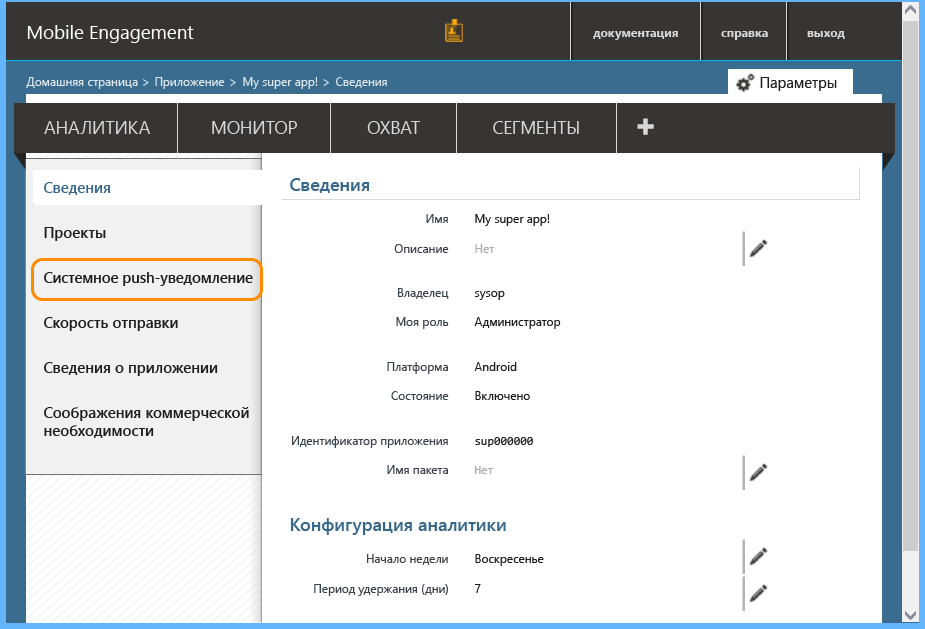 Mobile Engagement
документация
справка
выход
Домашняя страница > Приложение > My super app! > Сведения
Параметры
АНАЛИТИКА
МОНИТОР
ОХВАТ
СЕГМЕНТЫ
Сведения
Проекты
Системное push-уведомление
Скорость отправки
Сведения о приложении
Соображения коммерческой
необходимости
Сведения
Имя My super app!
Описание Нет
Владелец sysop
Моя роль Администратор
Платформа Android
Состояние Включено
Идентификатор приложения sup000000
Имя пакета Нет
Конфигурация аналитики
Начало недели Воскресенье
Период удержания (дни) 7